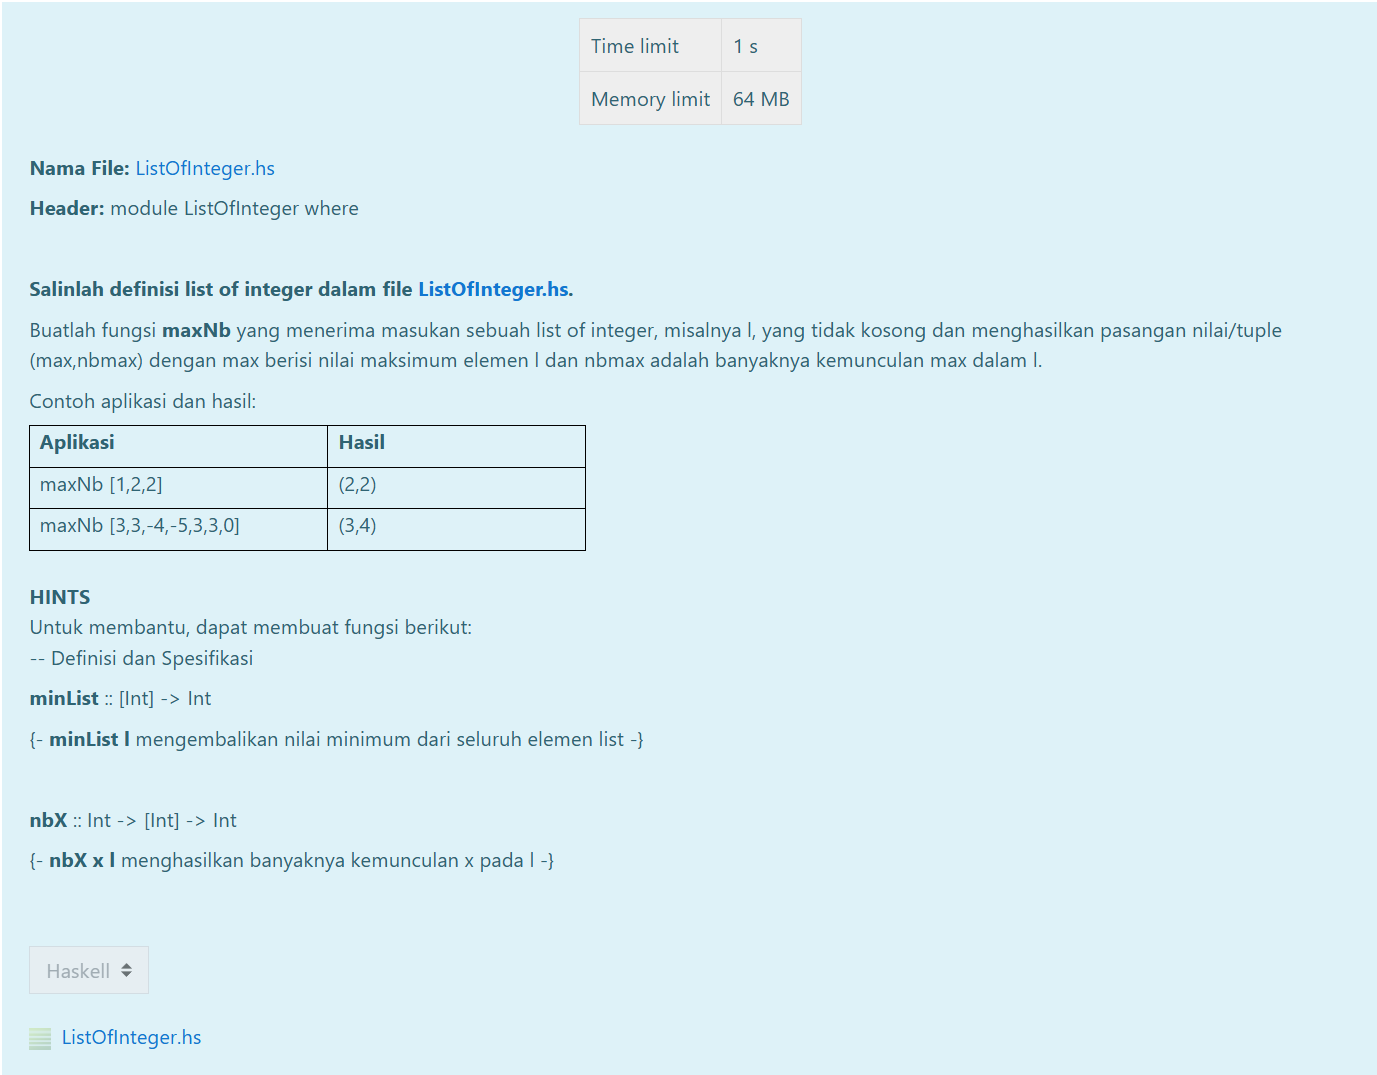 Time limit 1 s
Memory limit 64 MB
Nama File: ListOfInteger.hs
Header: module ListOfInteger where
Salinlah definisi list of integer dalam file ListOfInteger.hs.
Buatlah fungsi maxNb yang menerima masukan sebuah list of integer, misalnya l, yang tidak kosong dan menghasilkan pasangan nilai/tuple
(max,nbmax) dengan max berisi nilai maksimum elemen l dan nbmax adalah banyaknya kemunculan max dalam l.
Contoh aplikasi dan hasil:
Aplikasi Hasil
maxNb [1,2,2] (2,2)
maxNb [3,3,-4,-5,3,3,0] (3,4)
HINTS
Untuk membantu, dapat membuat fungsi berikut:
-- Definisi dan Spesifikasi
minList :: [Int] -> Int
{- minList l mengembalikan nilai minimum dari seluruh elemen list -}
nbX :: Int -> [Int] -> Int
{- nbX x l menghasilkan banyaknya kemunculan x pada l -}
Haskell
ListOfInteger.hs